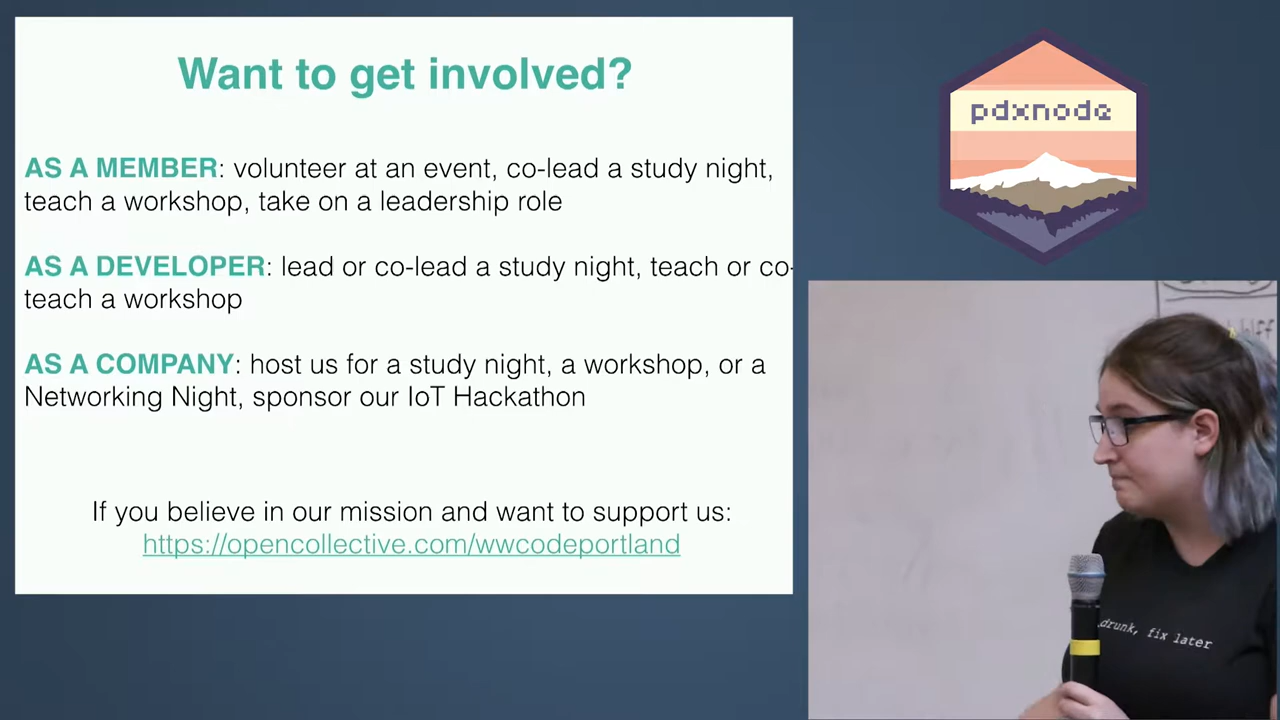 Want to get involved?
AS A MEMBER: volunteer at an event, co-lead a study night,
teach a workshop, take on a leadership role
AS A DEVELOPER: lead or co-lead a study night, teach or co-
teach a workshop
AS A COMPANY: host us for a study night, a workshop, or a
Networking Night, sponsor our IoT Hackathon
If you believe in our mission and want to support us:
https://opencollective.com/wwcodeportland
pdxnode
drunk, fix later